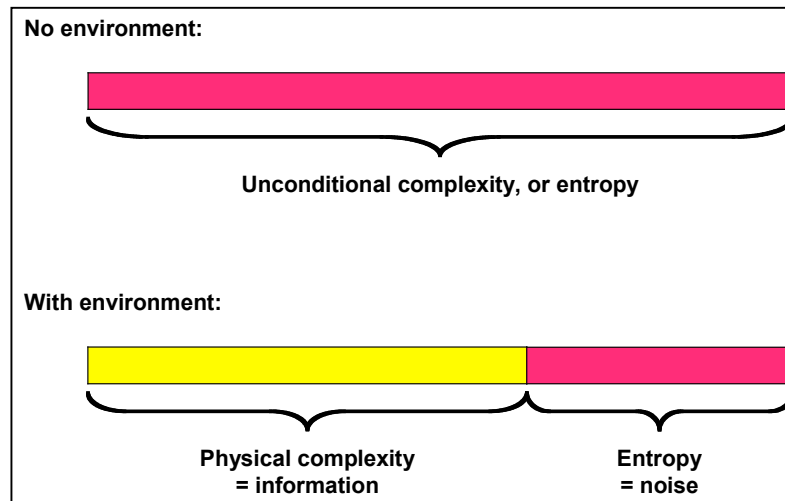 No environment:
Unconditional complexity, or entropy
With environment:
Physical complexity
= information
Entropy
= noise